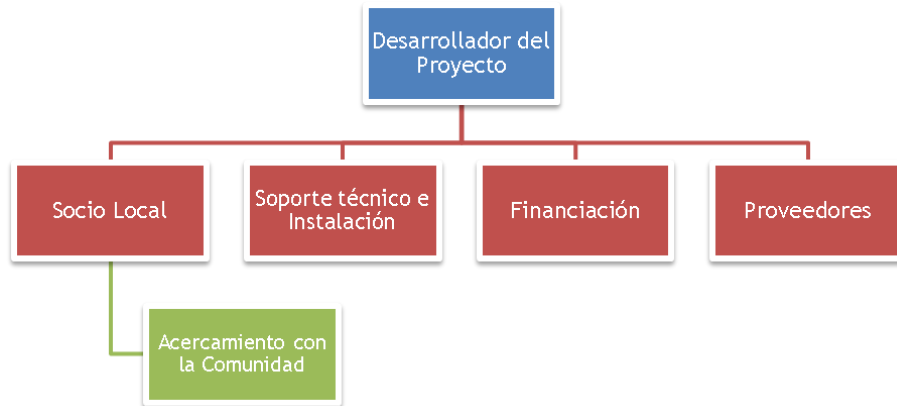 Desarrollador del
Proyecto
Socio Local
Soporte técnico e
Instalación
Financiación
Proveedores
Acercamiento con
la Comunidad